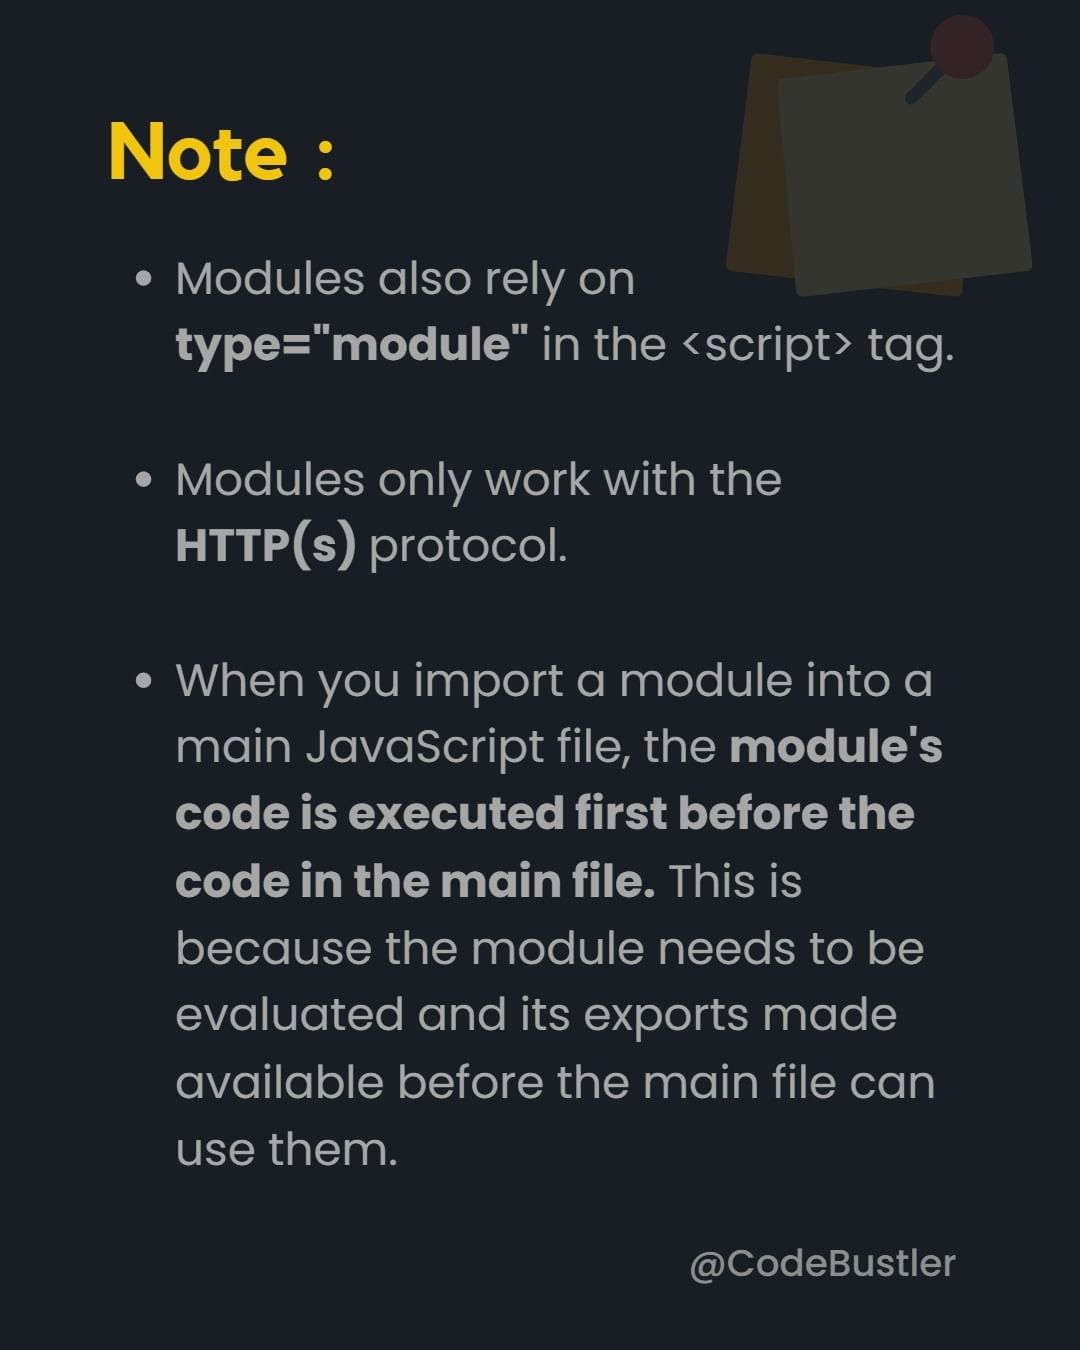 Note :
• Modules also rely on
type="module" in the <script> tag.
• Modules only work with the
HTTP(s) protocol.
• When you import a module into a
main JavaScript file, the module's
code is executed first before the
code in the main file. This is
because the module needs to be
evaluated and its exports made
available before the main file can
use them.
@CodeBustler